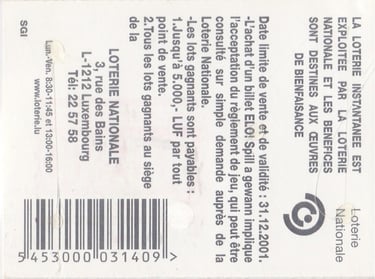 LA LOTERIE INSTANTANEE EST
EXPLOITEE PAR LA LOTERIE
NATIONALE ET LES BENEFICES
SONT DESTINES AUX ŒUVRES
DE BIENFAISANCE
Loterie
Nationale
Date limite de vente et de validité : 31.12.2001.
-L'achat d'un billet ELO! Spill a gewann implique
l'acceptation du règlement de jeu, qui peut être
consulté sur simple demande auprès de la
Loterie Nationale.
-Les lots gagnants sont payables :
1.Jusqu'à 5.000,- LUF par tout
point de vente.
2.Tous les lots gagnants au siège
de la
LOTERIE NATIONALE
3, rue des Bains
L-1212 Luxembourg
Tél: 22 57 58
Lun.-Ven. 8:30-11:45 et 13:00-16:00
www.loterie.lu
SGI
5 453000 031409 >